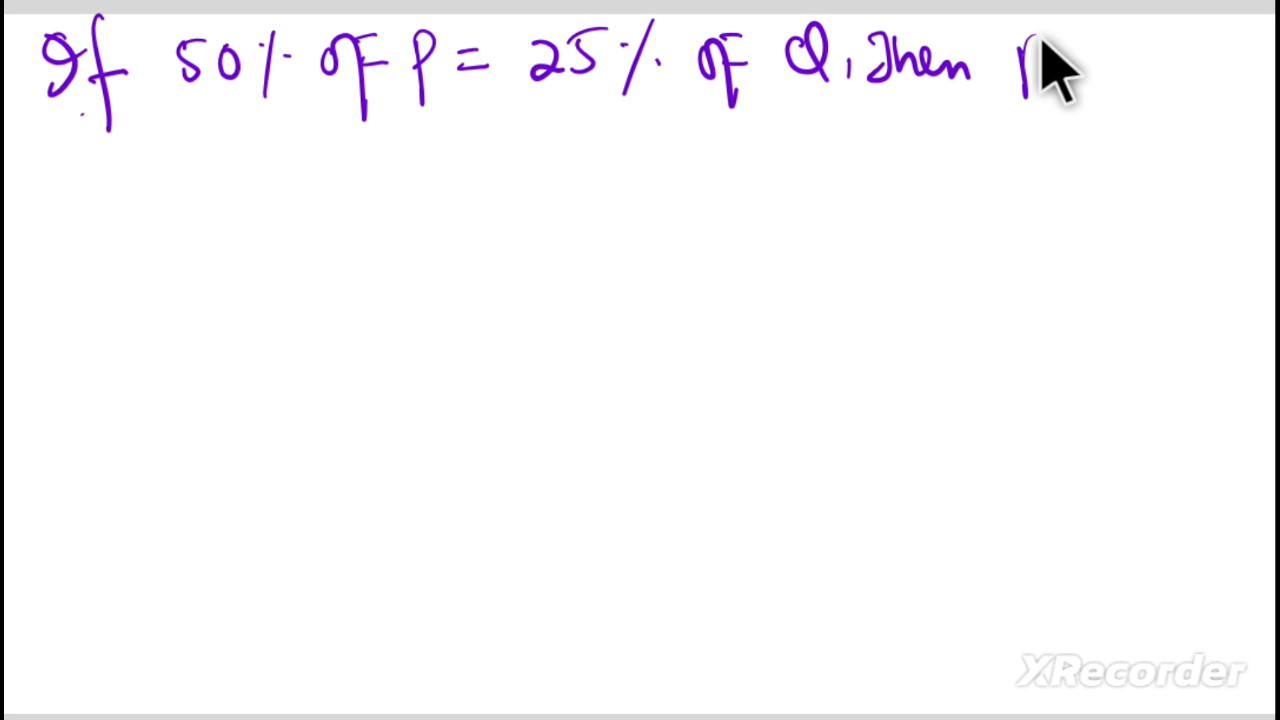 If 50% of P = 25% of Q, then
XRecorder